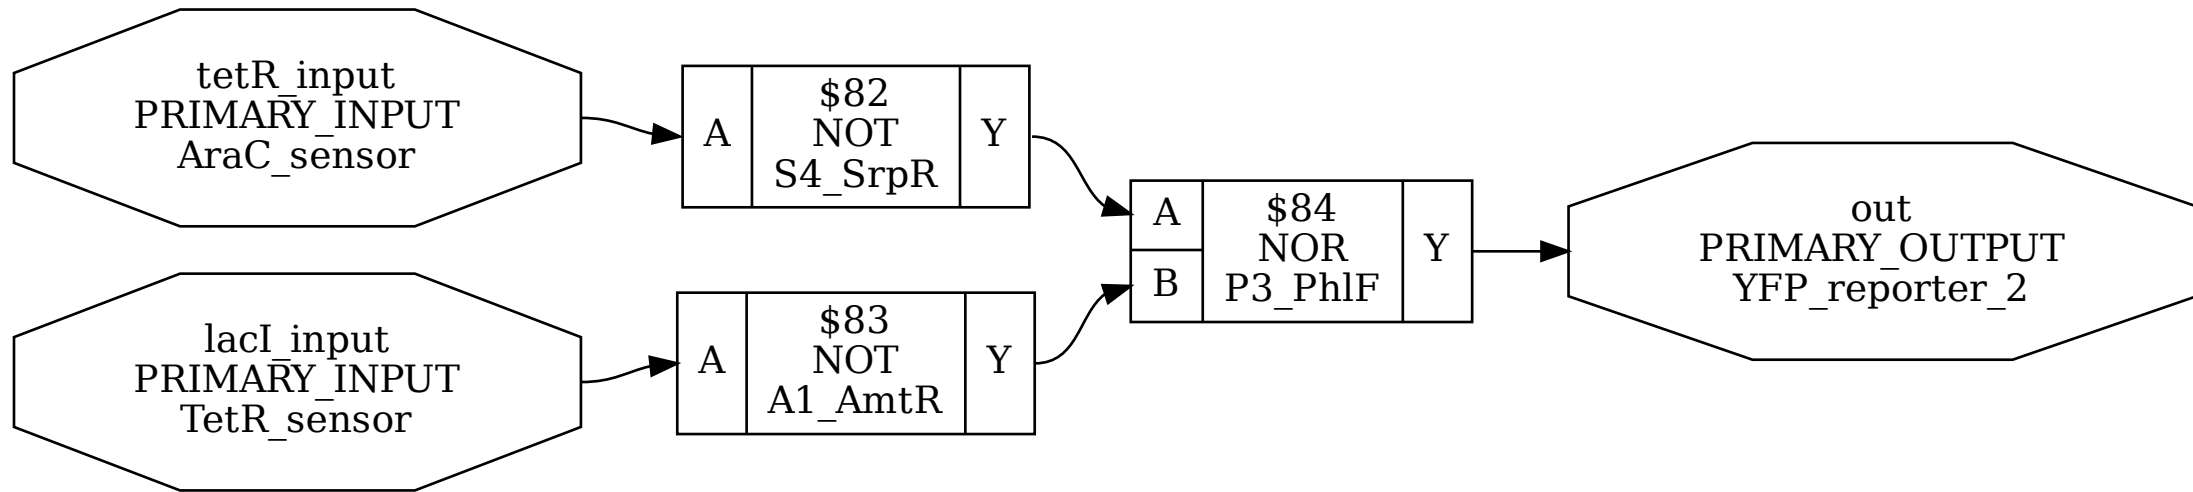 tetR_input
PRIMARY_INPUT
AraC_sensor
A
$82
NOT
S4_SrpR
Y
lacI_input
PRIMARY_INPUT
TetR_sensor
A
$83
NOT
A1_AmtR
Y
A
B
$84
NOR
P3_PhlF
Y
out
PRIMARY_OUTPUT
YFP_reporter_2